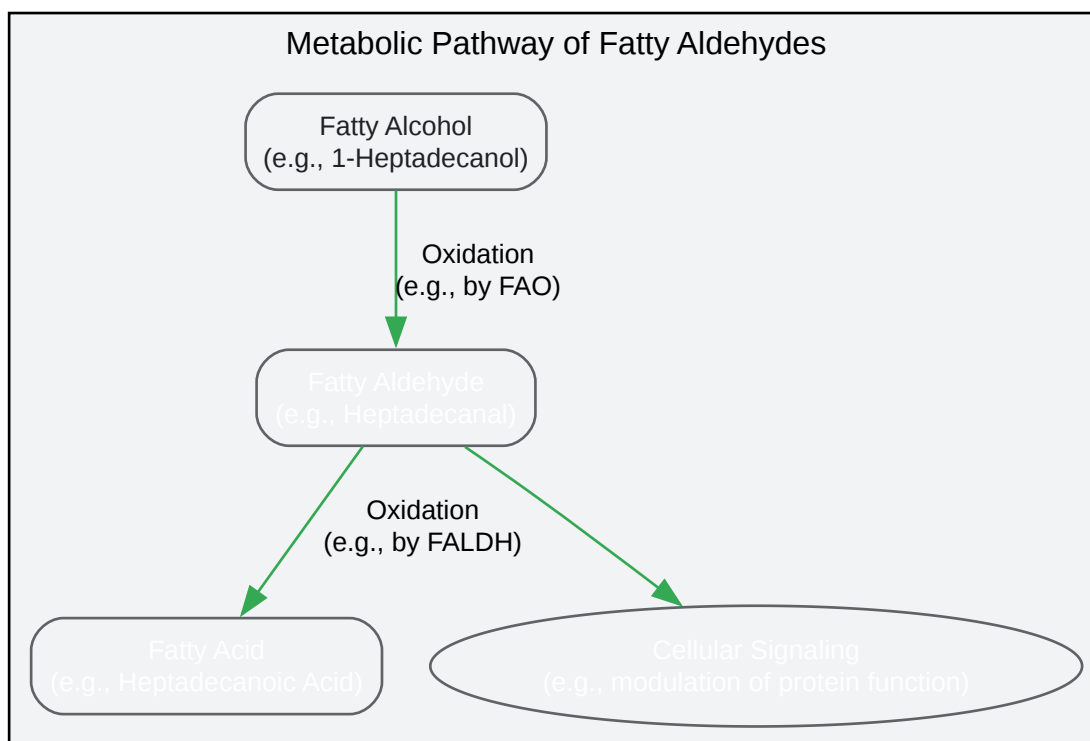 Metabolic Pathway of Fatty Aldehydes
Fatty Alcohol
(e.g., 1-Heptadecanol)
Oxidation
(e.g., by FAO)
Fatty Aldehyde
(e.g., Heptadecanal)
Oxidation
(e.g., by FALDH)
Fatty Acid
(e.g., Heptadecanoic Acid)
Cellular Signaling
(e.g., modulation of protein function)